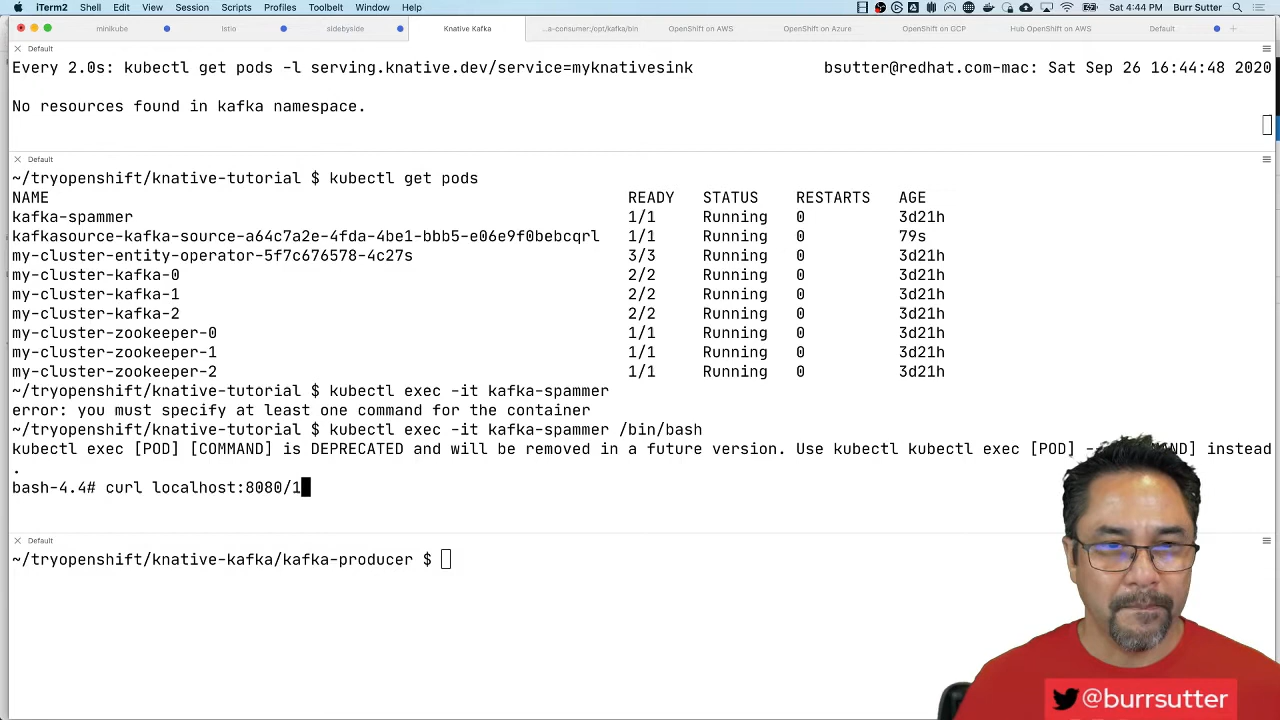 iTerm2 Shell Edit View Session Scripts Profiles Toolbelt Window Help Sat 4:44 PM Burr Sutter
minikube Istio sidebyside Knative Kafka ...a-consumer:/opt/kafka/bin OpenShift on AWS OpenShift on Azure OpenShift on GCP Hub OpenShift on AWS Default
Default
Every 2.0s: kubectl get pods -l serving.knative.dev/service=myknativesink bsutter@redhat.com-mac: Sat Sep 26 16:44:48 2020
No resources found in kafka namespace.
Default
~/tryopenshift/knative-tutorial $ kubectl get pods
NAME READY STATUS RESTARTS AGE
kafka-spammer 1/1 Running 0 3d21h
kafkasource-kafka-source-a64c7a2e-4fda-4be1-bbb5-e06e9f0bebcqrl 1/1 Running 0 79s
my-cluster-entity-operator-5f7c676578-4c27s 3/3 Running 0 3d21h
my-cluster-kafka-0 2/2 Running 0 3d21h
my-cluster-kafka-1 2/2 Running 0 3d21h
my-cluster-kafka-2 2/2 Running 0 3d21h
my-cluster-zookeeper-0 1/1 Running 0 3d21h
my-cluster-zookeeper-1 1/1 Running 0 3d21h
my-cluster-zookeeper-2 1/1 Running 0 3d21h
~/tryopenshift/knative-tutorial $ kubectl exec -it kafka-spammer
error: you must specify at least one command for the container
~/tryopenshift/knative-tutorial $ kubectl exec -it kafka-spammer /bin/bash
kubectl exec [POD] [COMMAND] is DEPRECATED and will be removed in a future version. Use kubectl kubectl exec [POD] instead
.
bash-4.4# curl localhost:8080/1
Default
~/tryopenshift/knative-kafka/kafka-producer $
@burrsutter